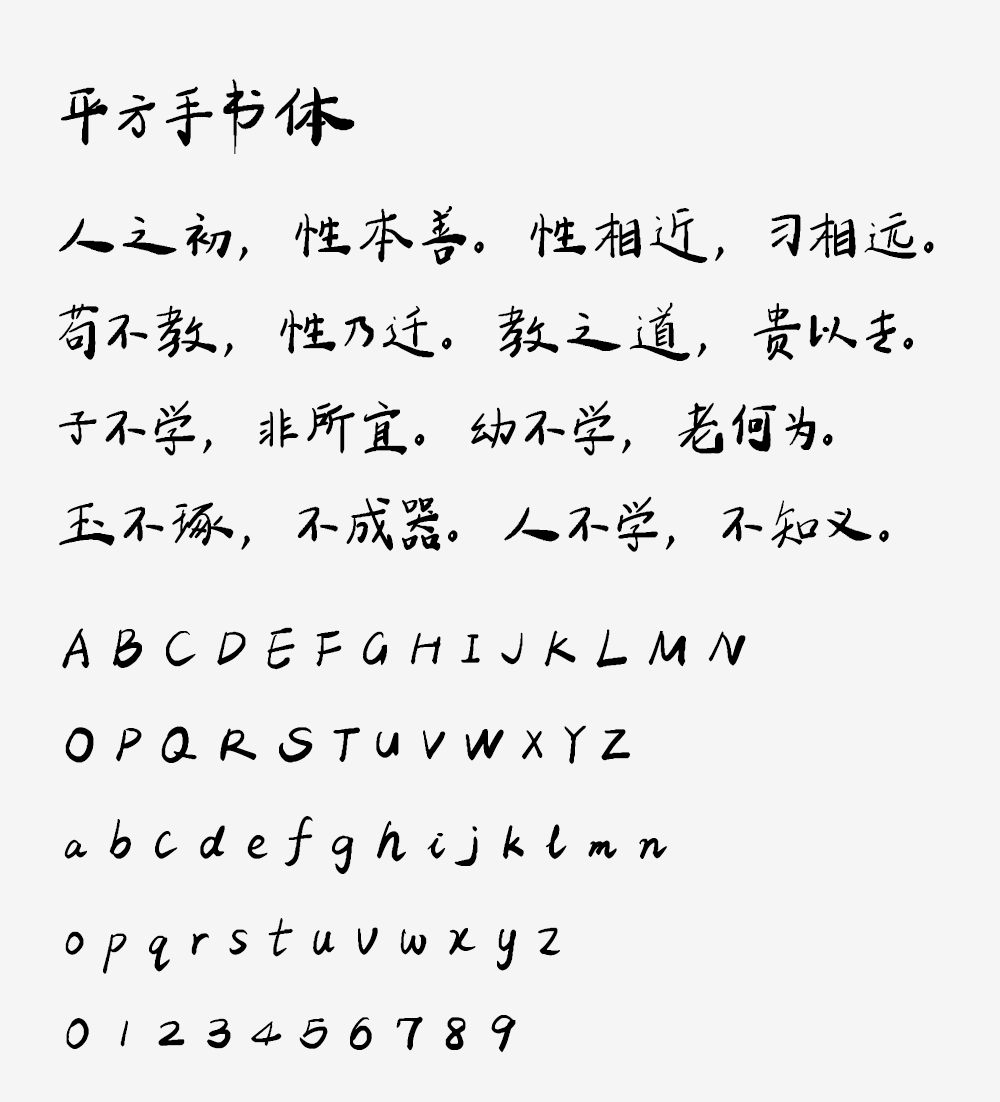 平方手书体
人之初，性本善。性相近，习相远。
苟不教，性乃迁。教之道，贵以专。
子不学，非所宜。幼不学，老何为。
玉不琢，不成器。人不学，不知义。
A B C D E F G H I J K L M N
O P Q R S T U V W X Y Z
a b c d e f g h i j k l m n
o p q r s t u v w x y z
0 1 2 3 4 5 6 7 8 9